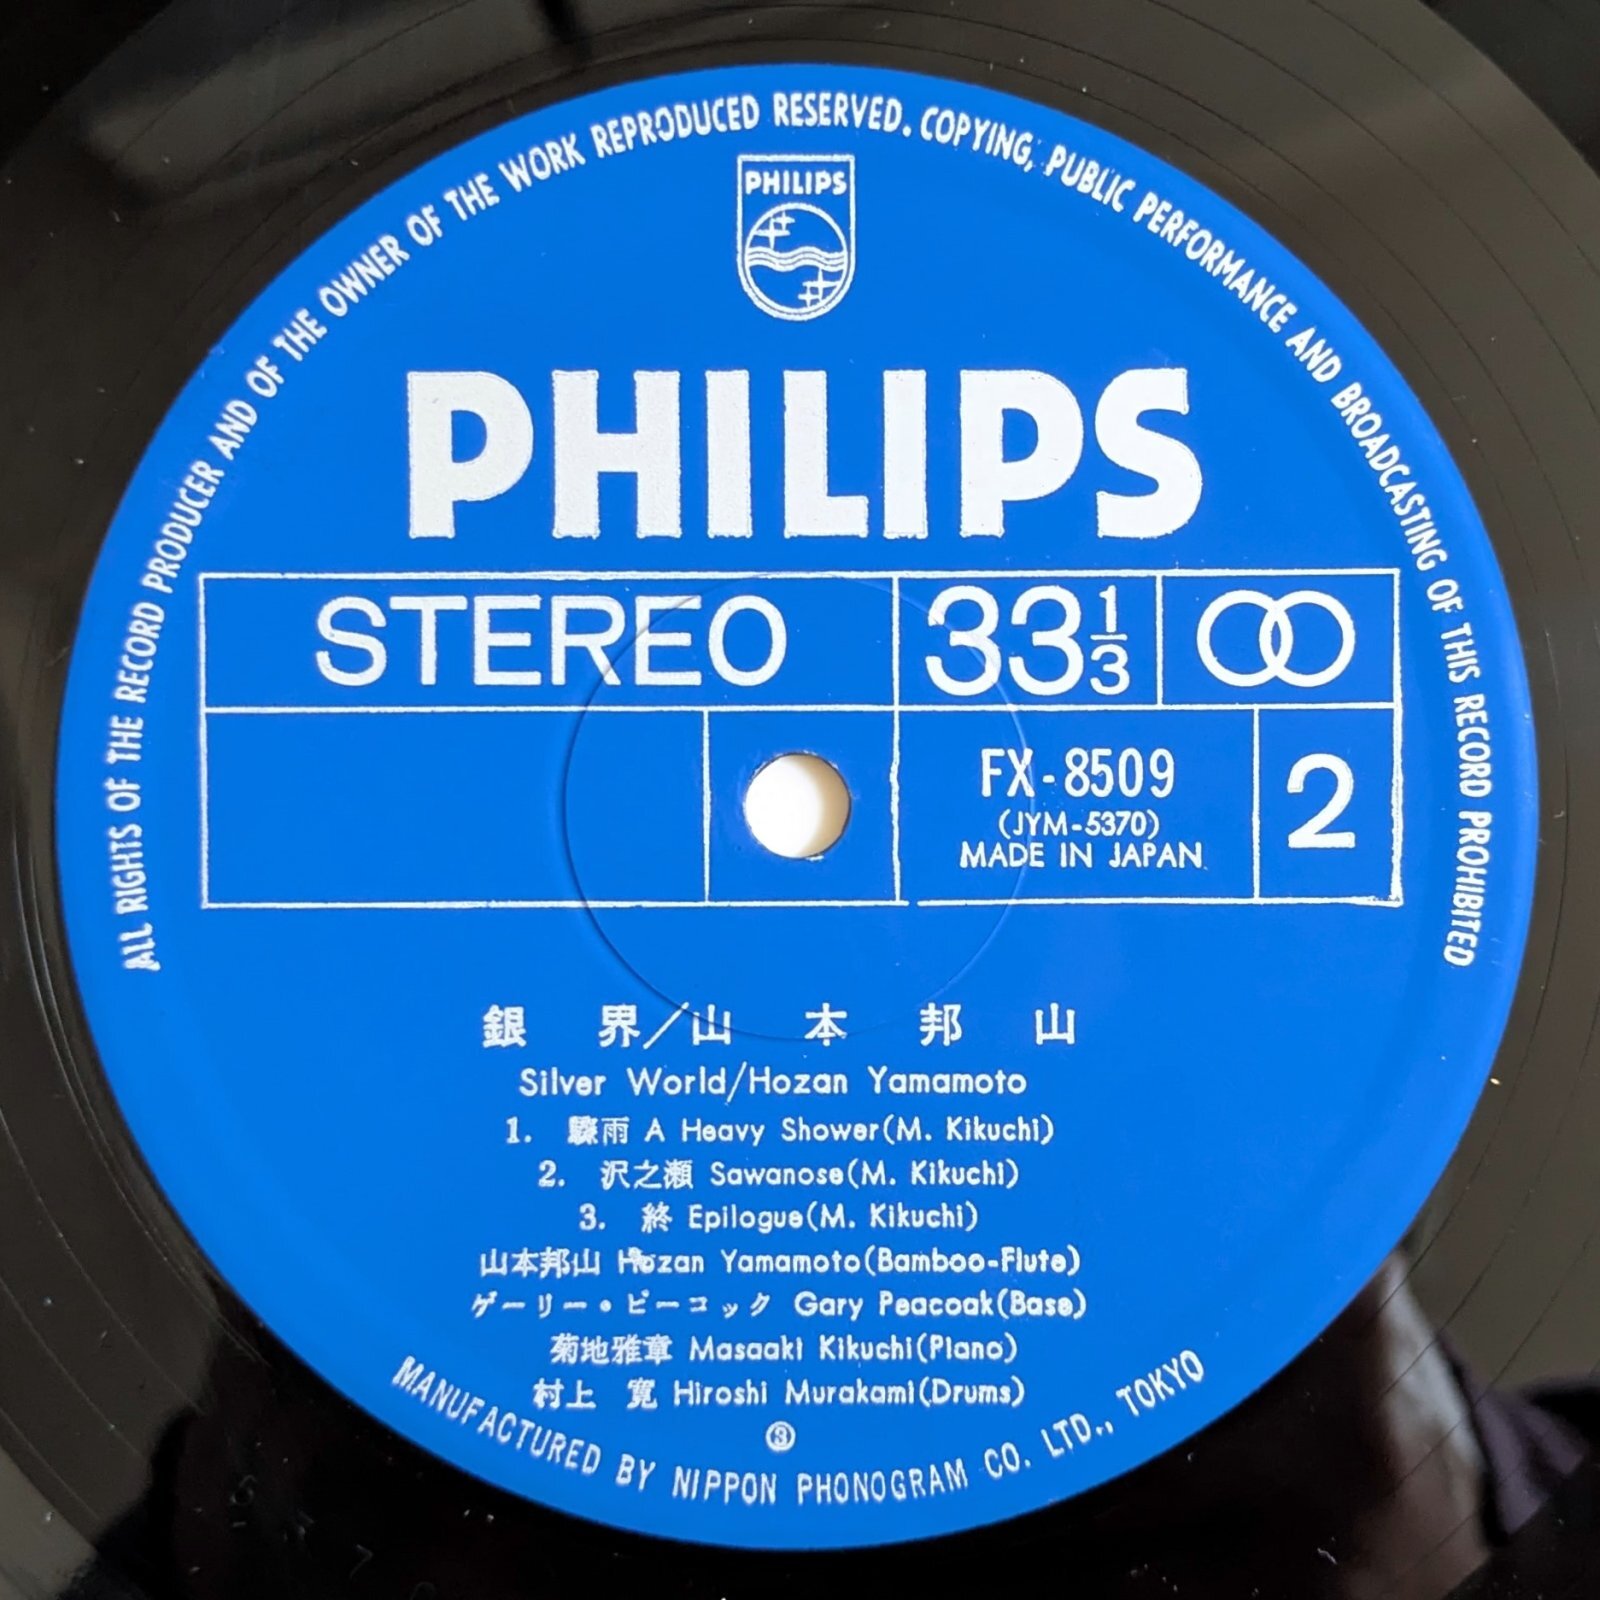 ALL RIGHTS OF THE RECORD PRODUCER AND OF THE OWNER OF THE WORK REPRODUCED RESERVED. COPYING, PUBLIC PERFORMANCE AND BROADCASTING OF THIS RECORD PROHIBITED
PHILIPS
PHILIPS
STEREO 33 1/3
FX-8509 2
(JYM-5370)
MADE IN JAPAN
銀界/山本邦山
Silver World/Hozan Yamamoto
1. 驟雨 A Heavy Shower(M. Kikuchi)
2. 沢之瀬 Sawanose(M. Kikuchi)
3. 終 Epilogue(M. Kikuchi)
山本邦山 Hozan Yamamoto(Bamboo-Flute)
ゲーリー・ピーコック Gary Peacoak(Base)
菊地雅章 Masaaki Kikuchi(Piano)
村上 寛 Hiroshi Murakami(Drums)
③
MANUFACTURED BY NIPPON PHONOGRAM CO. LTD., TOKYO